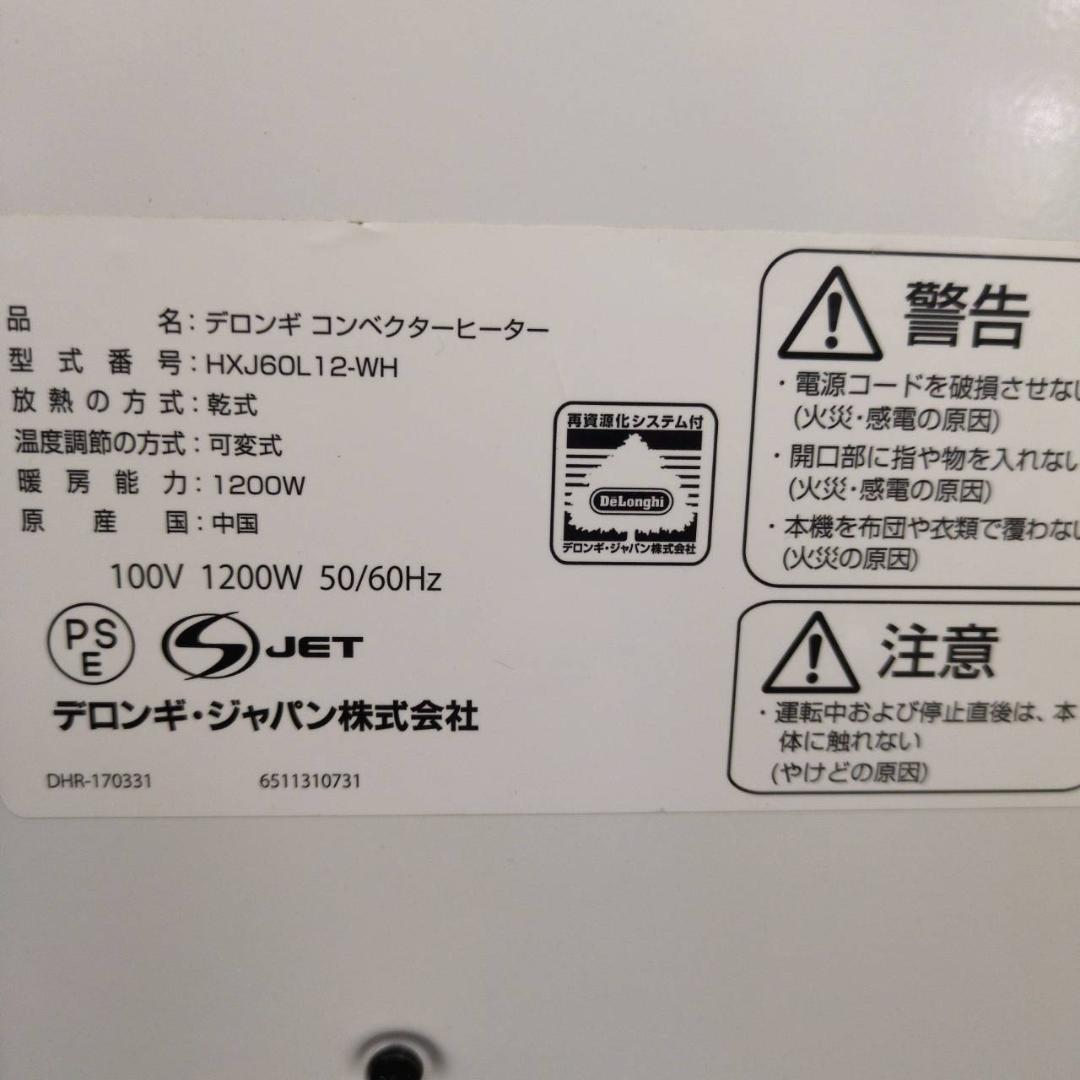 品名：デロンギ コンベクターヒーター
型式番号：HXJ60L12-WH
放熱の方式：乾式
温度調節の方式：可変式
暖房能力：1200W
原産国：中国
100V 1200W 50/60Hz
PSE
S JET
デロンギ・ジャパン株式会社
DHR-170331 6511310731
再資源化システム付
DeLonghi
デロンギ・ジャパン株式会社
警告
・電源コードを破損させない
(火災・感電の原因)
・開口部に指や物を入れない
(火災・感電の原因)
・本機を布団や衣類で覆わない
(火災の原因)
注意
・運転中および停止直後は、本
体に触れない
(やけどの原因)